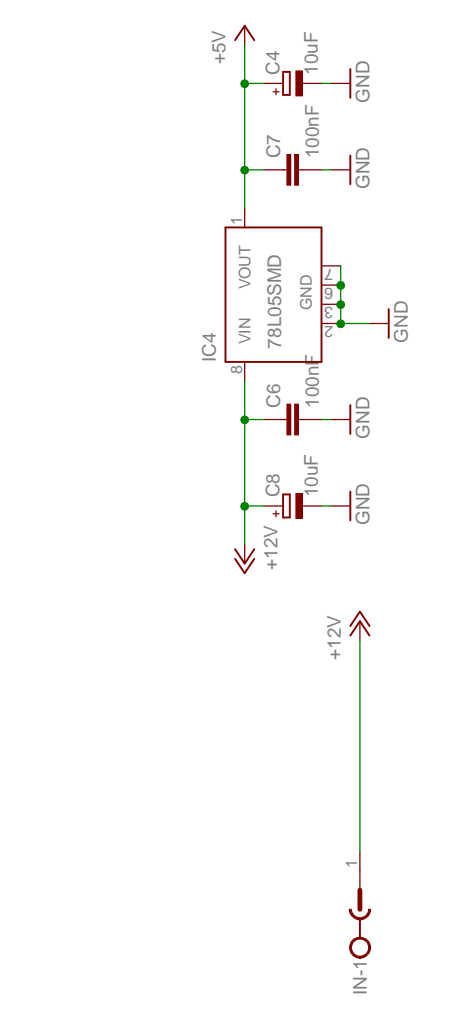 +5V
C4
10uF
GND
C7
100nF
GND
1
VOUT
VIN
GND
78L05SMD
7
6
3
2
GND
IC4
8
C6
100nF
GND
C8
10uF
GND
+12V
+12V
1
IN-1